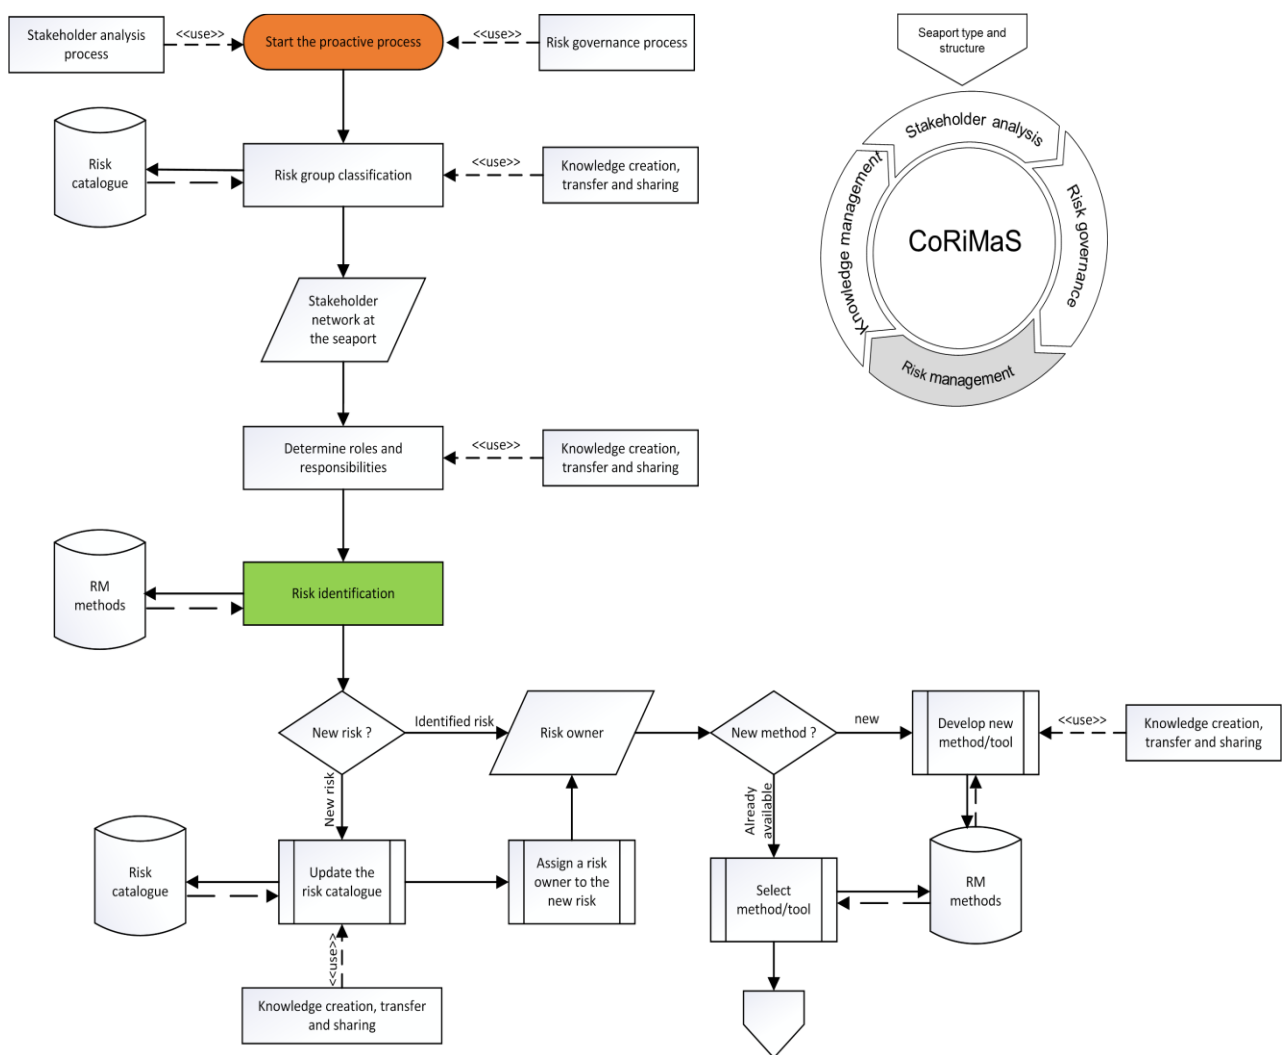 Stakeholder analysis
process
<<use>>
Start the proactive process
<<use>>
Risk governance process
Seaport type and
structure
Stakeholder analysis
Risk governance
Risk management
Knowledge management
CoRiMaS
Risk
catalogue
Risk group classification
<<use>>
Knowledge creation,
transfer and sharing
Stakeholder
network at
the seaport
Determine roles and
responsibilities
<<use>>
Knowledge creation,
transfer and sharing
RM
methods
Risk identification
New risk ?
Identified risk
Risk owner
New method ?
new
Develop new
method/tool
<<use>>
Knowledge creation,
transfer and sharing
New risk
Already
available
Risk
catalogue
Update the
risk catalogue
Assign a risk
owner to the
new risk
Select
method/tool
RM
methods
<<use>>
Knowledge creation, transfer
and sharing